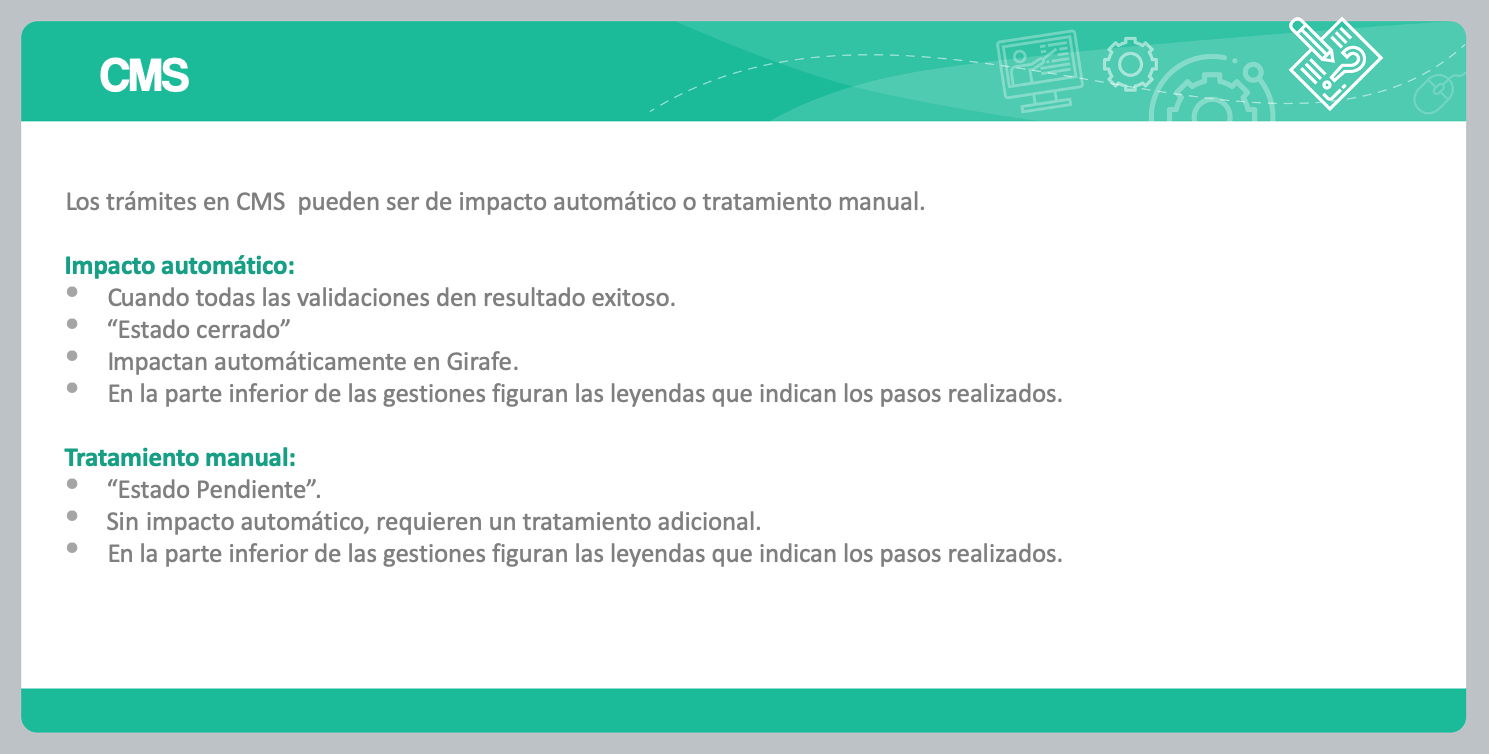 CMS
Los trámites en CMS  pueden ser de impacto automático o tratamiento manual.
Impacto automático:
• Cuando todas las validaciones den resultado exitoso.
• “Estado cerrado”
• Impactan automáticamente en Girafe.
• En la parte inferior de las gestiones figuran las leyendas que indican los pasos realizados.
Tratamiento manual:
• “Estado Pendiente”.
• Sin impacto automático, requieren un tratamiento adicional.
• En la parte inferior de las gestiones figuran las leyendas que indican los pasos realizados.